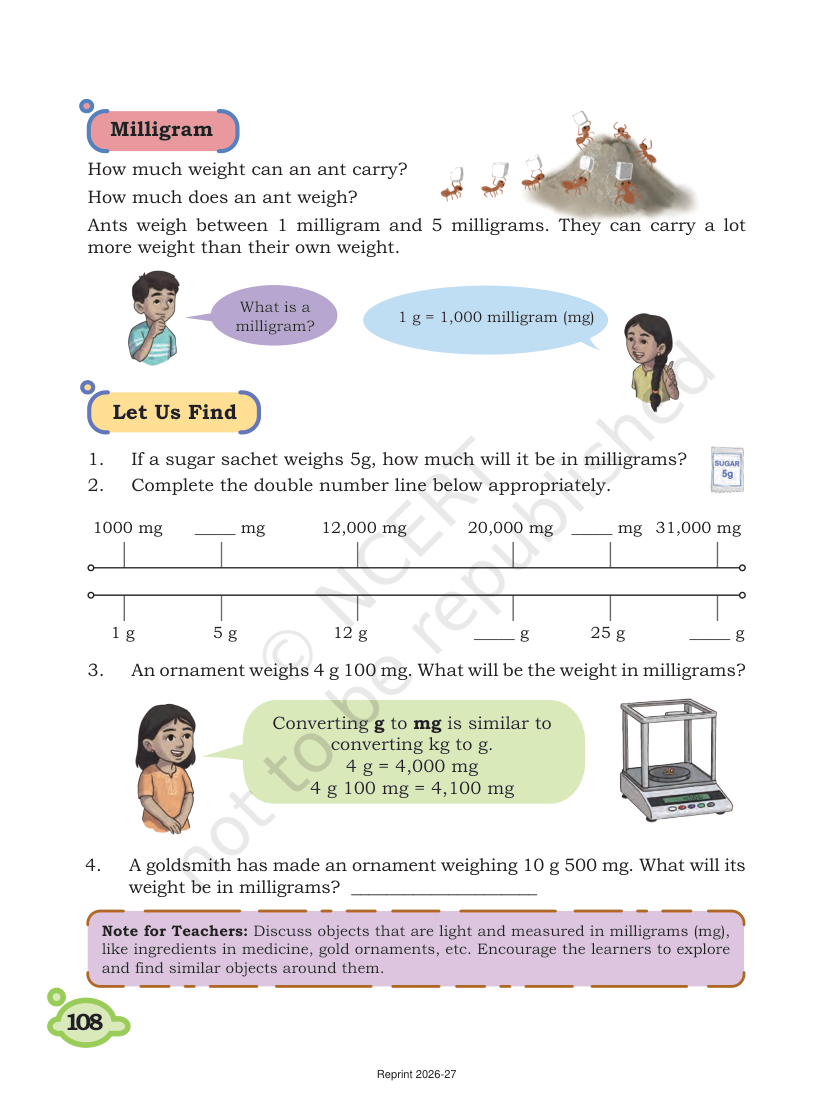 Milligram
How much weight can an ant carry?
How much does an ant weigh?
Ants weigh between 1 milligram and 5 milligrams. They can carry a lot
more weight than their own weight.
What is a
milligram?
1 g = 1,000 milligram (mg)
Let Us Find
1. If a sugar sachet weighs 5g, how much will it be in milligrams?
SUGAR
5g
2. Complete the double number line below appropriately.
1000 mg _____ mg 12,000 mg 20,000 mg _____ mg 31,000 mg
1 g 5 g 12 g _____ g 25 g _____ g
3. An ornament weighs 4 g 100 mg. What will be the weight in milligrams?
Converting g to mg is similar to
converting kg to g.
4 g = 4,000 mg
4 g 100 mg = 4,100 mg
4. A goldsmith has made an ornament weighing 10 g 500 mg. What will its
weight be in milligrams? ______________________
Note for Teachers: Discuss objects that are light and measured in milligrams (mg),
like ingredients in medicine, gold ornaments, etc. Encourage the learners to explore
and find similar objects around them.
108
© NCERT
not to be republished
Reprint 2026-27